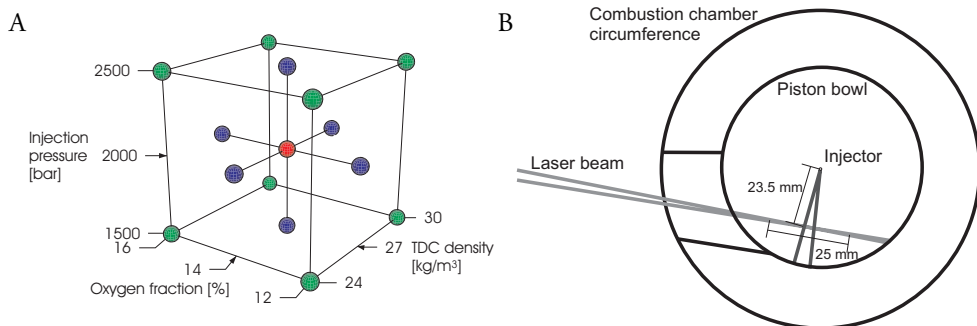 A
2500
Injection
pressure
[bar]
2000
1500
16
14
Oxygen fraction [%]
12
24
27
TDC density
[kg/m³]
30
B
Combustion chamber
circumference
Piston bowl
Injector
Laser beam
23.5 mm
25 mm